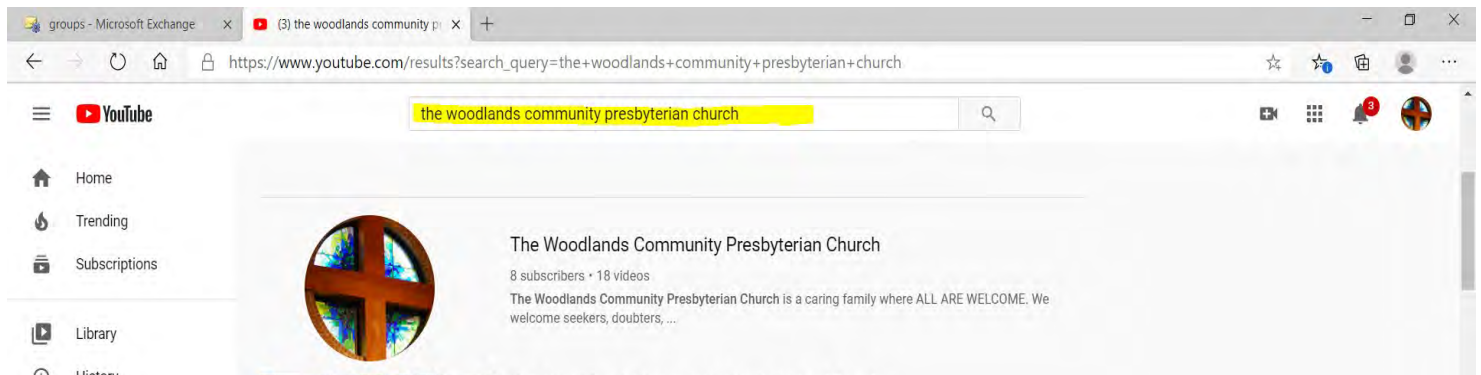 groups - Microsoft Exchange
(3) the woodlands community pr
https://www.youtube.com/results?search_query=the+woodlands+community+presbyterian+church
YouTube
the woodlands community presbyterian church
3
Home
Trending
Subscriptions
Library
History
The Woodlands Community Presbyterian Church
8 subscribers • 18 videos
The Woodlands Community Presbyterian Church is a caring family where ALL ARE WELCOME. We
welcome seekers, doubters, ...